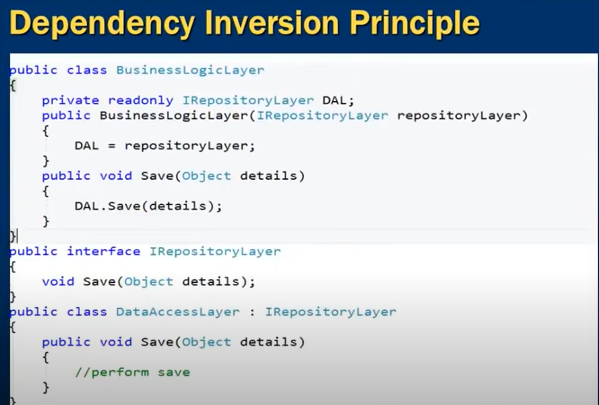 Dependency Inversion Principle
public class BusinessLogicLayer
{
private readonly IRepositoryLayer DAL;
public BusinessLogicLayer(IRepositoryLayer repositoryLayer)
{
DAL = repositoryLayer;
}
public void Save(Object details)
{
DAL.Save(details);
}
}
public interface IRepositoryLayer
{
void Save(Object details);
}
public class DataAccessLayer : IRepositoryLayer
{
public void Save(Object details)
{
//perform save
}
}